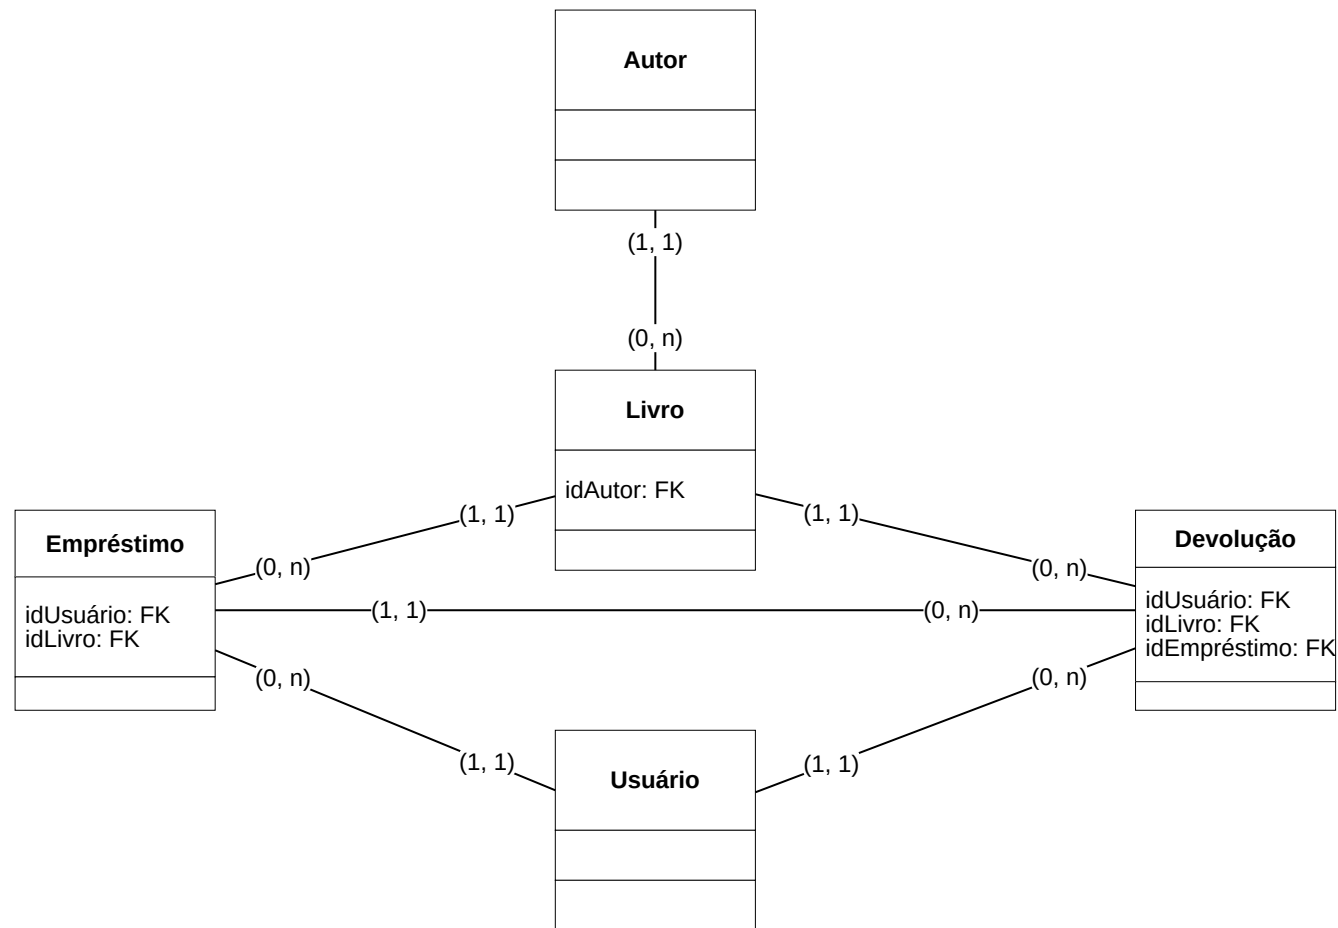 Autor
(1, 1)
(0, n)
Livro
idAutor: FK
(1, 1)
(1, 1)
Empréstimo
(0, n)
(0, n)
Devolução
idUsuário: FK
idLivro: FK
(1, 1)
(0, n)
idUsuário: FK
idLivro: FK
idEmpréstimo: FK
(0, n)
(0, n)
(1, 1)
(1, 1)
Usuário